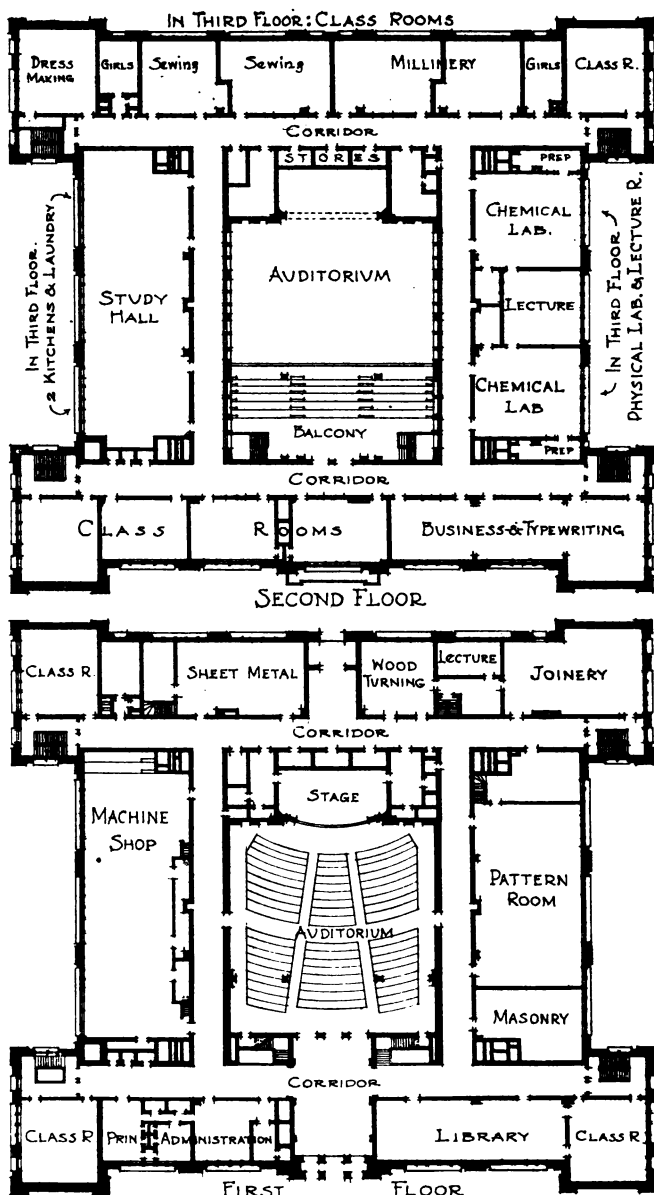 IN THIRD FLOOR: CLASS ROOMS
DRESS MAKING
GIRLS
SEWING
SEWING
MILLINERY
GIRLS
CLASS R.
CORRIDOR
STORES
PREP
CHEMICAL LAB.
AUDITORIUM
STUDY HALL
LECTURE
IN THIRD FLOOR.
2 KITCHENS & LAUNDRY
IN THIRD FLOOR
PHYSICAL LAB. & LECTURE R.
CHEMICAL LAB
BALCONY
PREP
CORRIDOR
CLASS ROOMS
BUSINESS & TYPEWRITING
SECOND FLOOR
CLASS R.
SHEET METAL
WOOD TURNING
LECTURE
JOINERY
CORRIDOR
STAGE
MACHINE SHOP
PATTERN ROOM
AUDITORIUM
MASONRY
CORRIDOR
CLASS R
PRIN
ADMINISTRATION
LIBRARY
CLASS R.
FIRST FLOOR